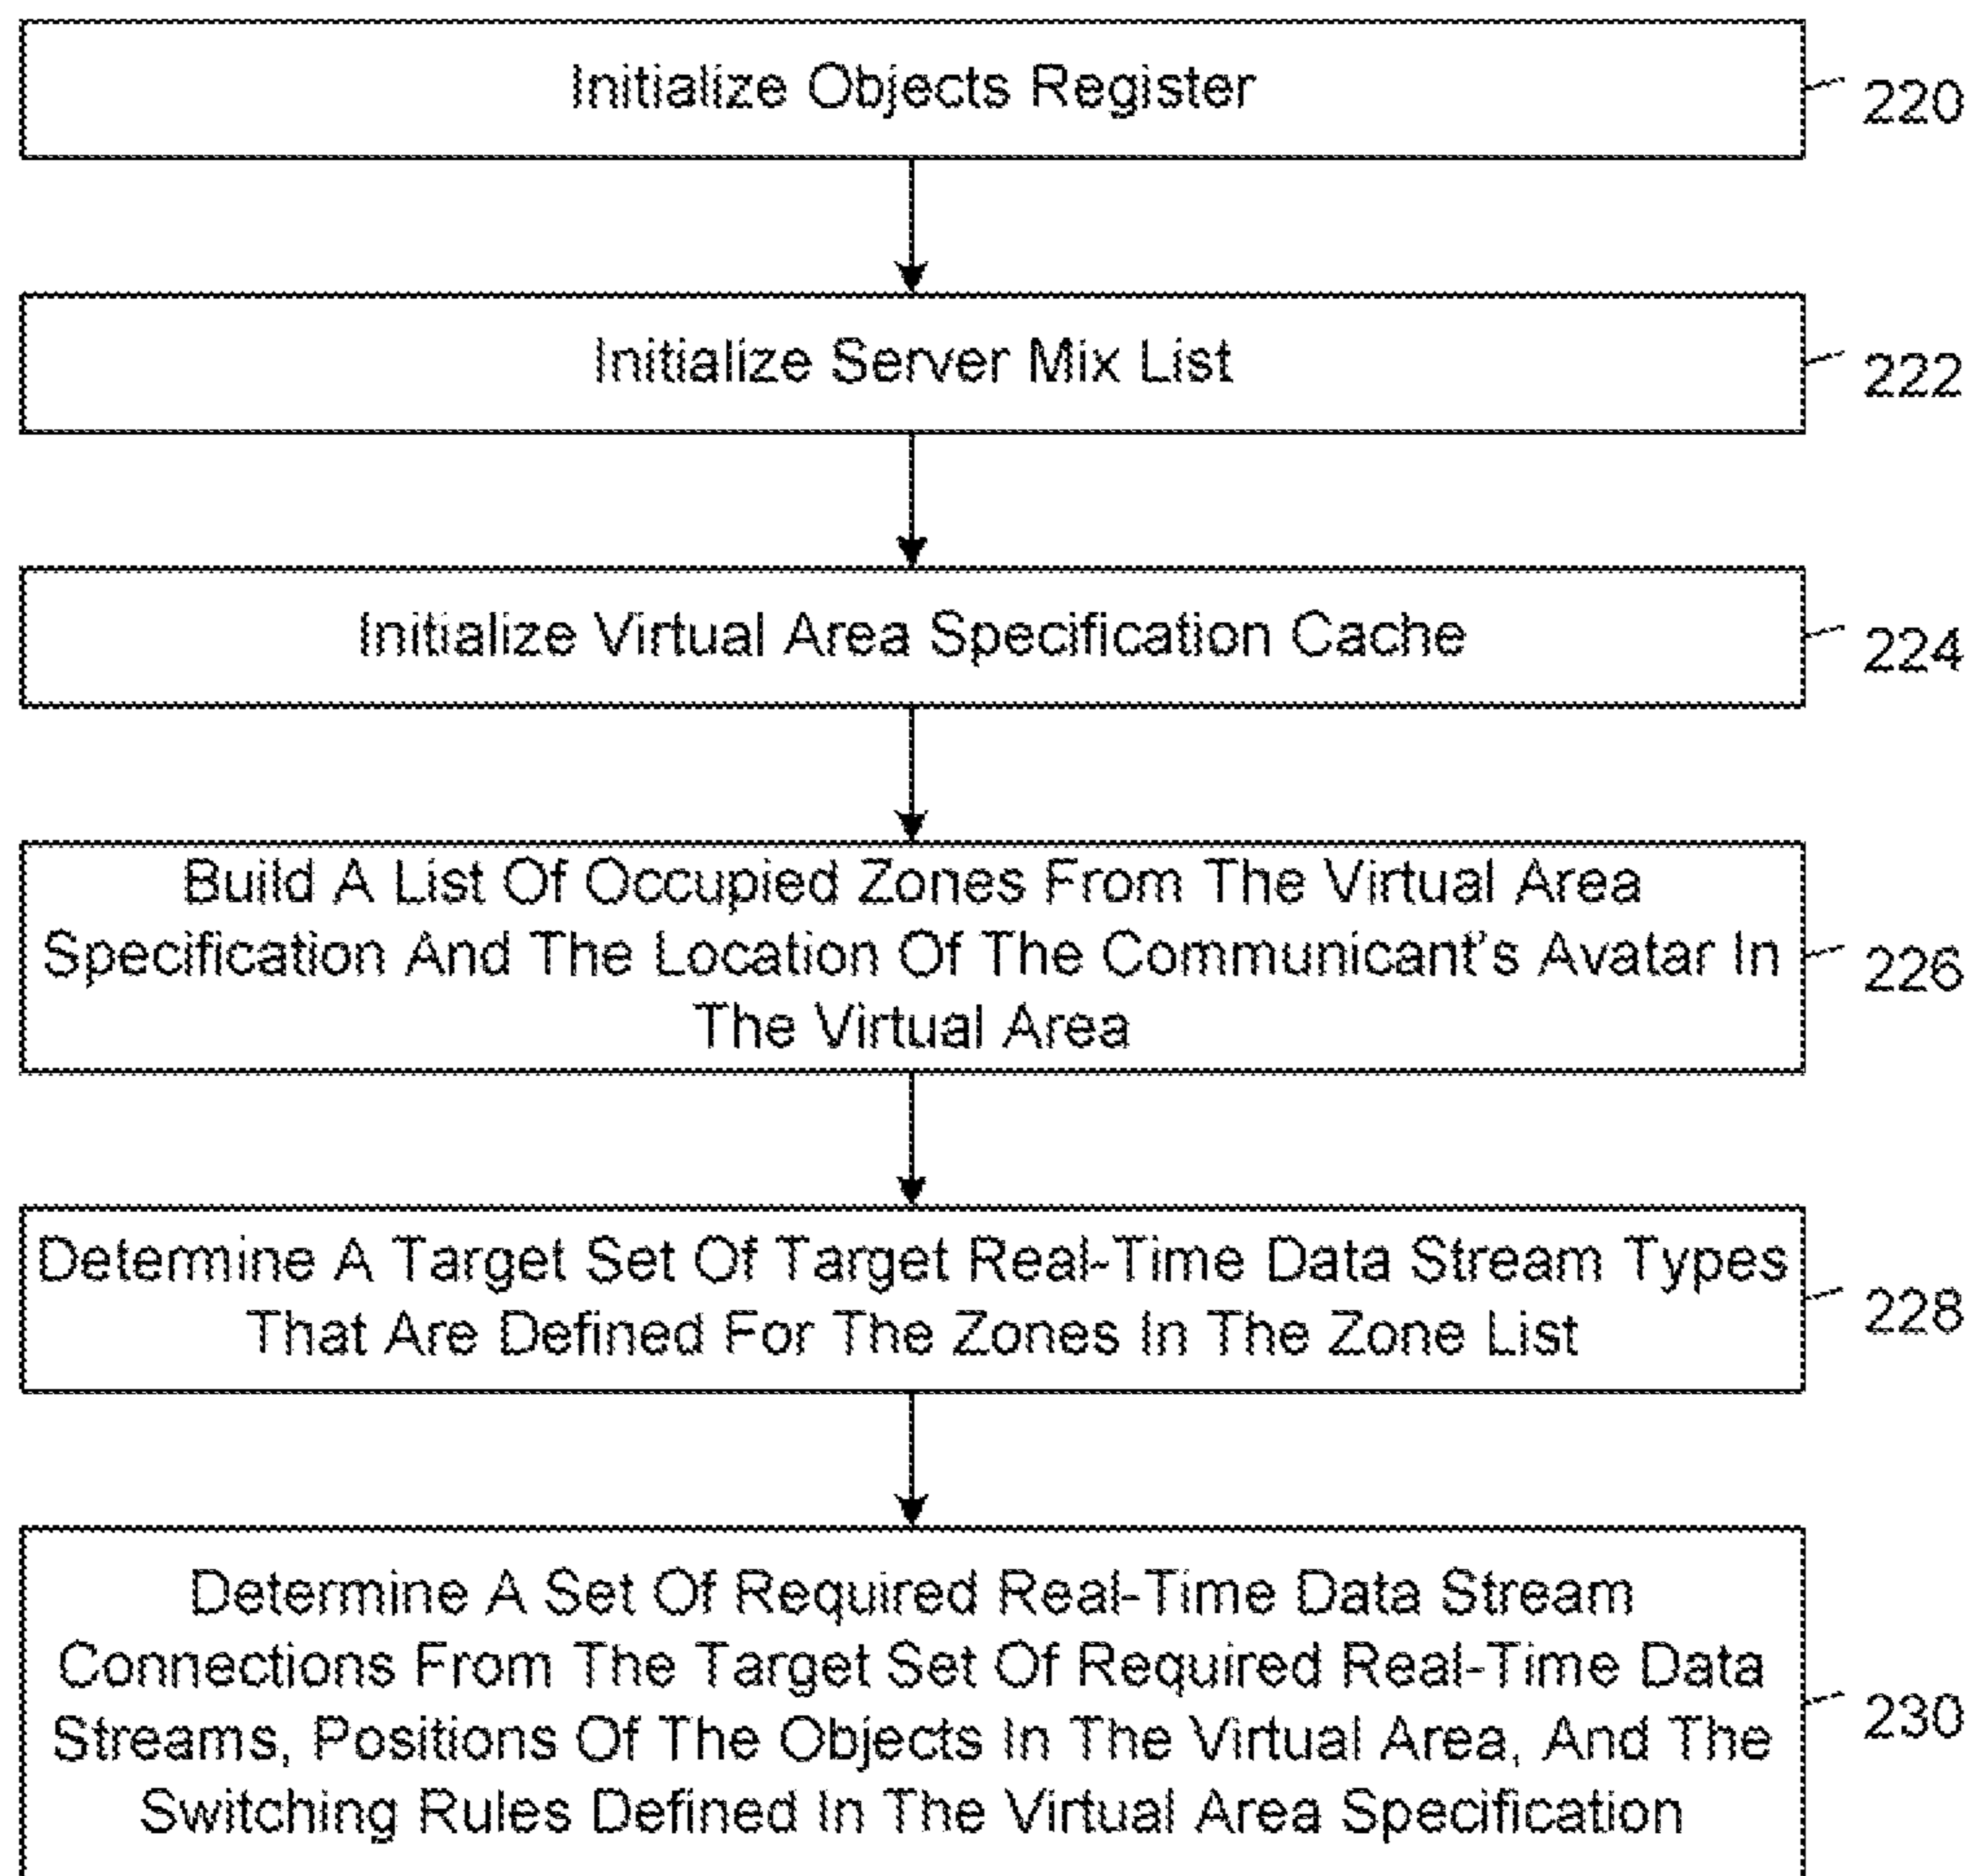 Initialize Objects Register
220
Initialize Server Mix List
222
Initialize Virtual Area Specification Cache
224
Build A List Of Occupied Zones From The Virtual Area
Specification And The Location Of The Communicant's Avatar In
The Virtual Area
226
Determine A Target Set Of Target Real-Time Data Stream Types
That Are Defined For The Zones In The Zone List
228
Determine A Set Of Required Real-Time Data Stream
Connections From The Target Set Of Required Real-Time Data
Streams, Positions Of The Objects In The Virtual Area, And The
Switching Rules Defined In The Virtual Area Specification
230